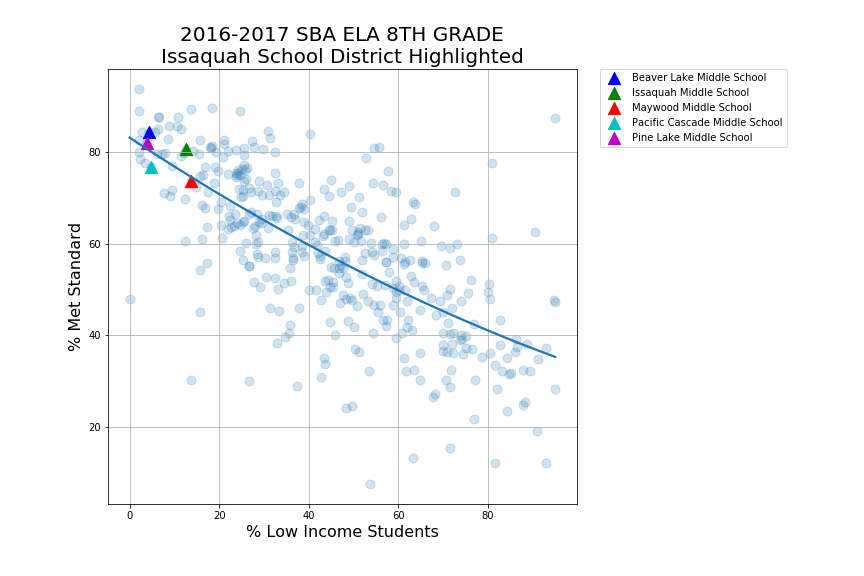 2016-2017 SBA ELA 8TH GRADE
Issaquah School District Highlighted
Beaver Lake Middle School
Issaquah Middle School
Maywood Middle School
Pacific Cascade Middle School
Pine Lake Middle School
% Met Standard
80
60
40
20
0 20 40 60 80
% Low Income Students